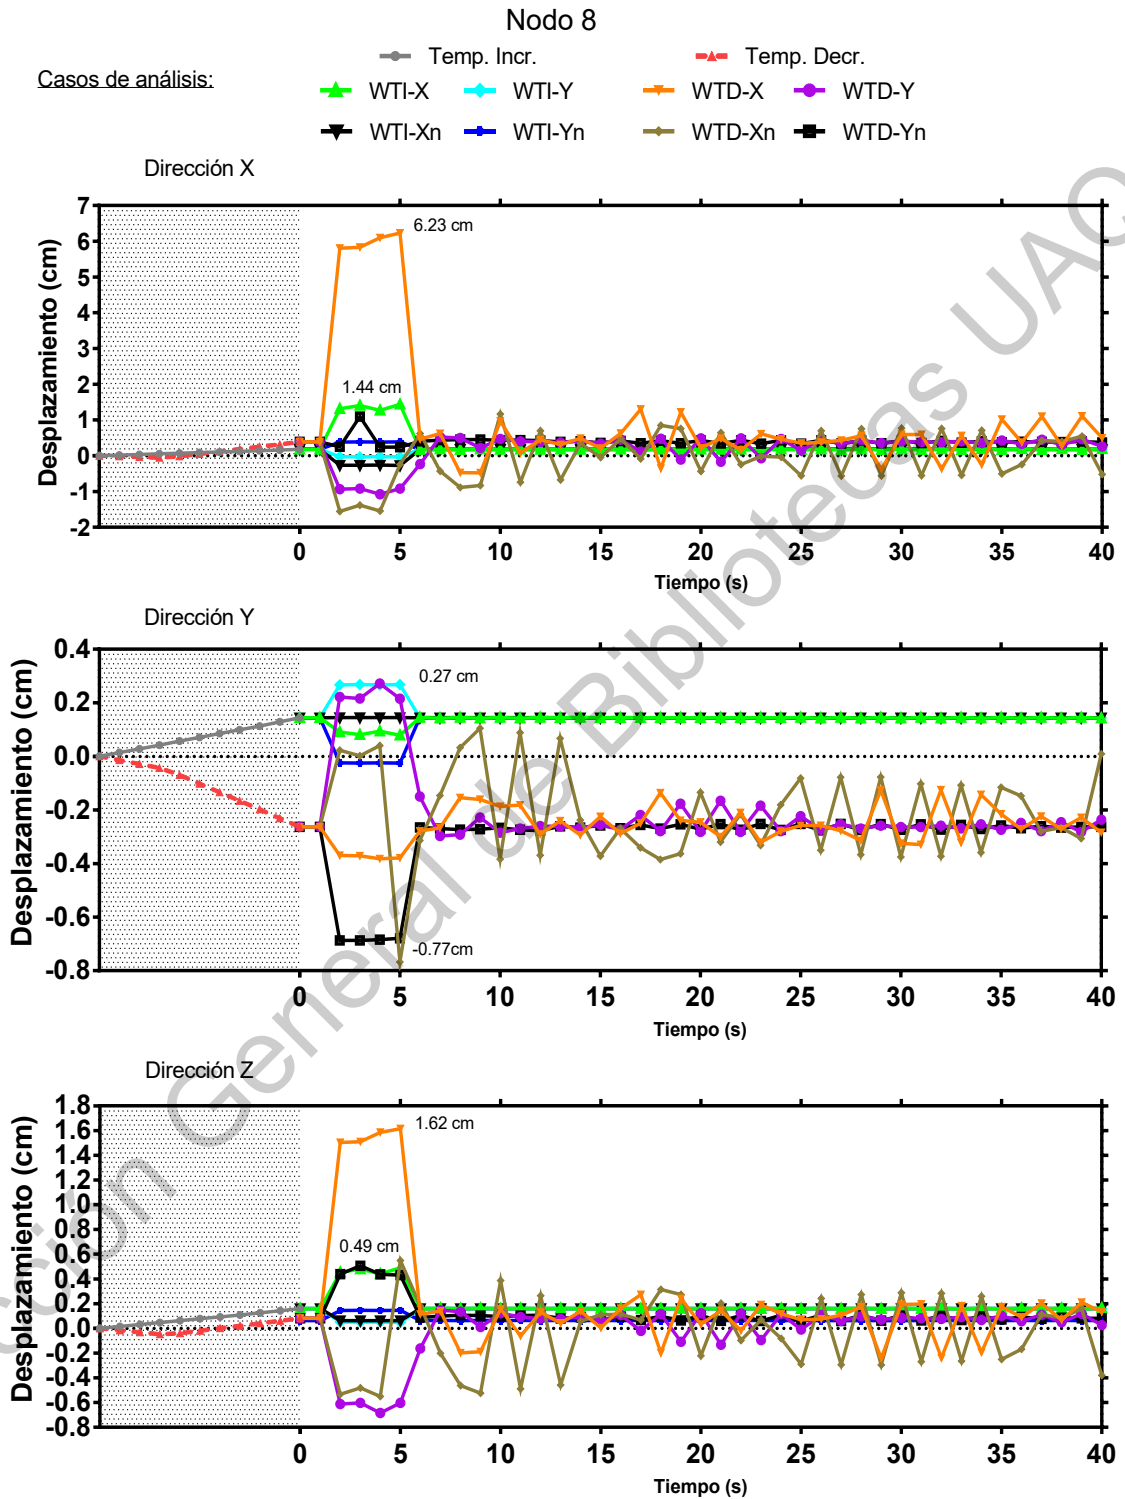 Nodo 8
Temp. Incr. Temp. Decr.
Casos de análisis:
WTI-X WTI-Y WTD-X WTD-Y
WTI-Xn WTI-Yn WTD-Xn WTD-Yn
Dirección X
Desplazamiento (cm)
7
6
5
4
3
2
1
0
-1
-2
6.23 cm
1.44 cm
0 5 10 15 20 25 30 35 40
Tiempo (s)
Dirección Y
Desplazamiento (cm)
0.4
0.2
0.0
-0.2
-0.4
-0.6
-0.8
0.27 cm
-0.77cm
0 5 10 15 20 25 30 35 40
Tiempo (s)
Dirección Z
Desplazamiento (cm)
1.8
1.6
1.4
1.2
1.0
0.8
0.6
0.4
0.2
0.0
-0.2
-0.4
-0.6
-0.8
1.62 cm
0.49 cm
0 5 10 15 20 25 30 35 40
Tiempo (s)
General de Bibliotecas UAQ